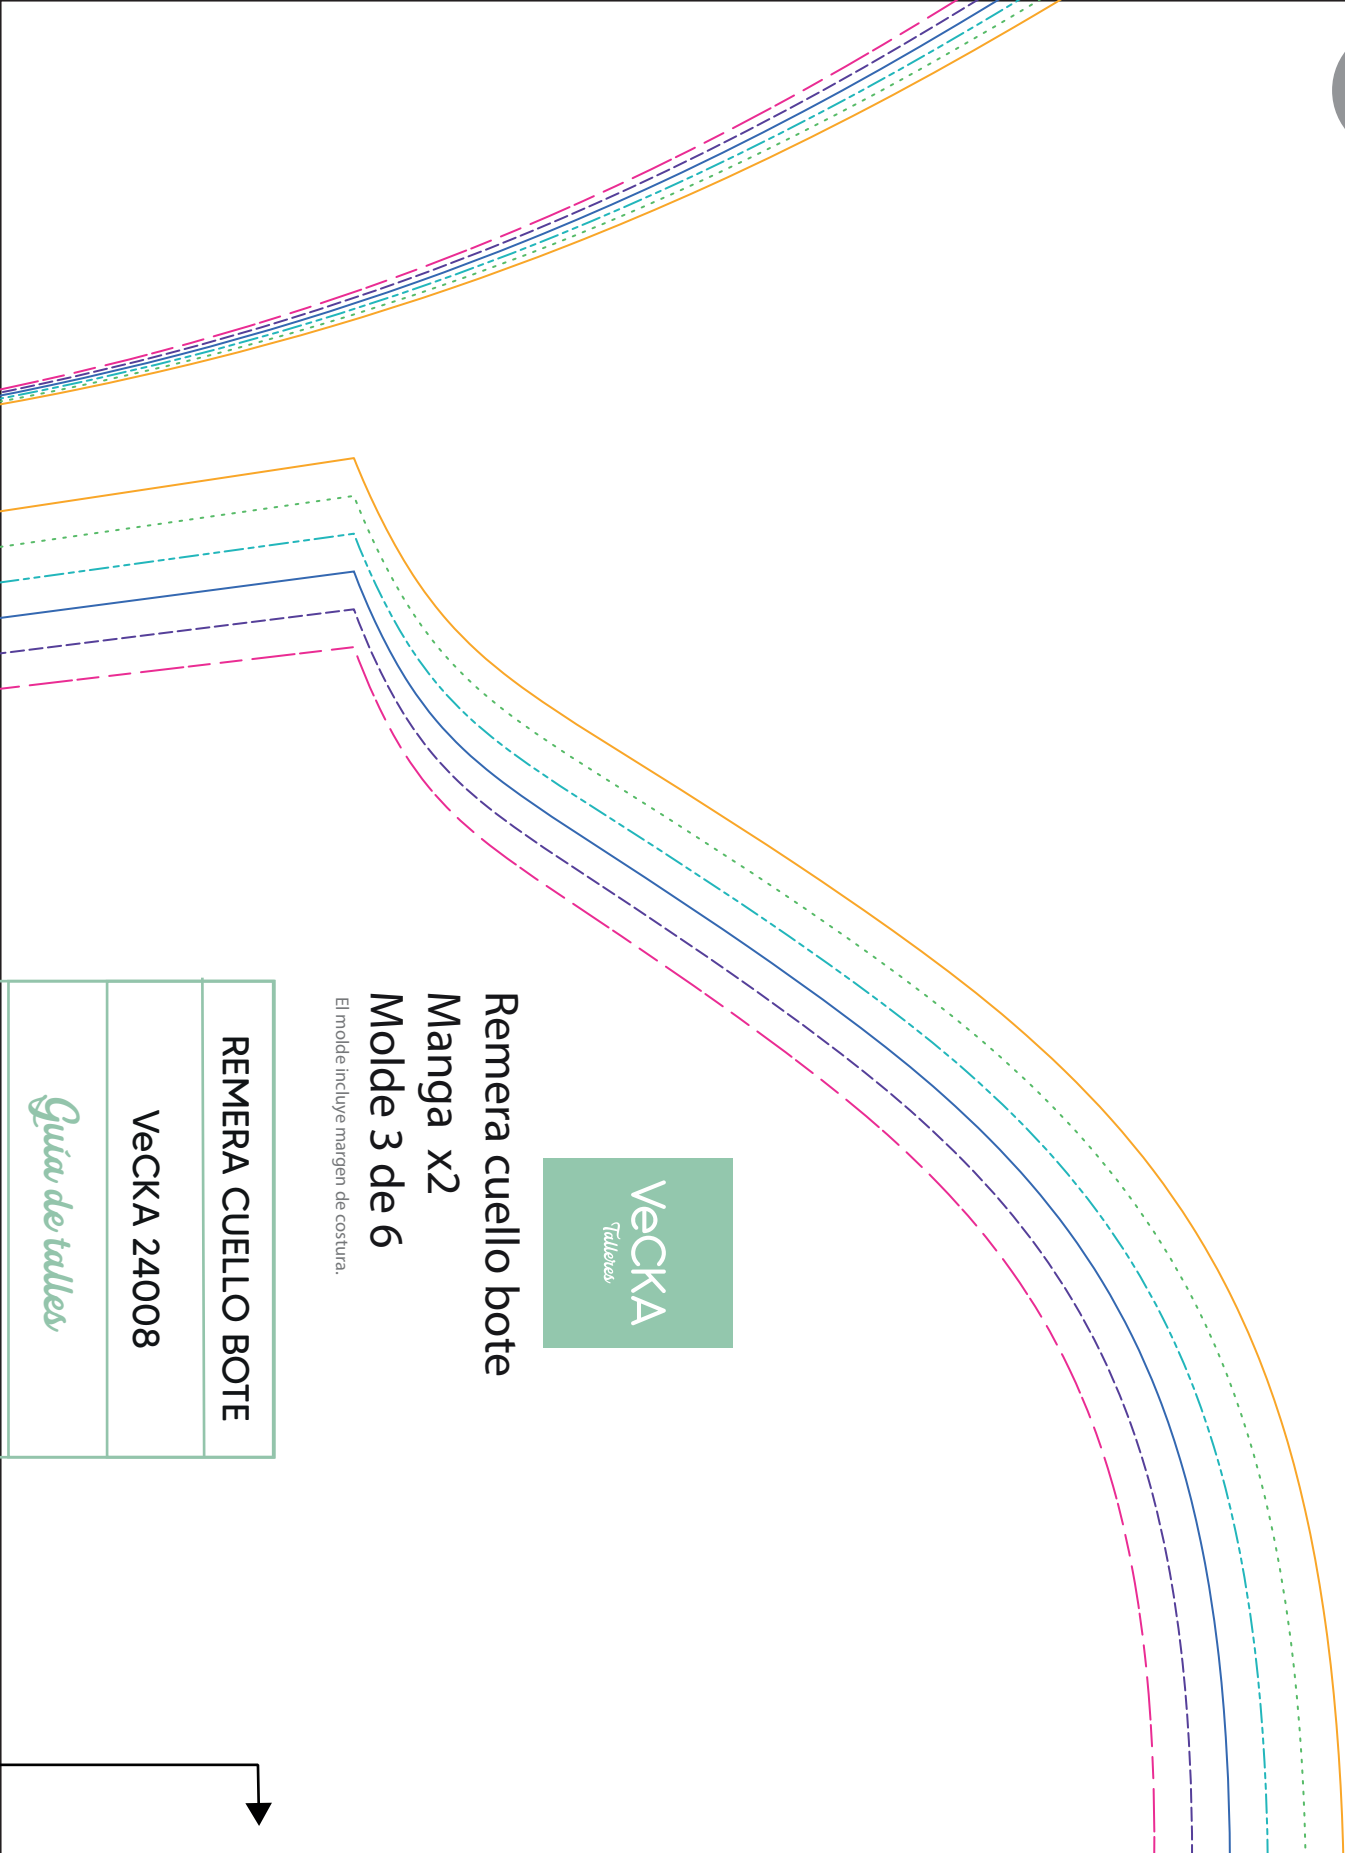 VeCKA
Talleres
Remera cuello bote
Manga x2
Molde 3 de 6
El molde incluye margen de costura.
REMERA CUELLO BOTE
VeCKA 24008
Guía de talles